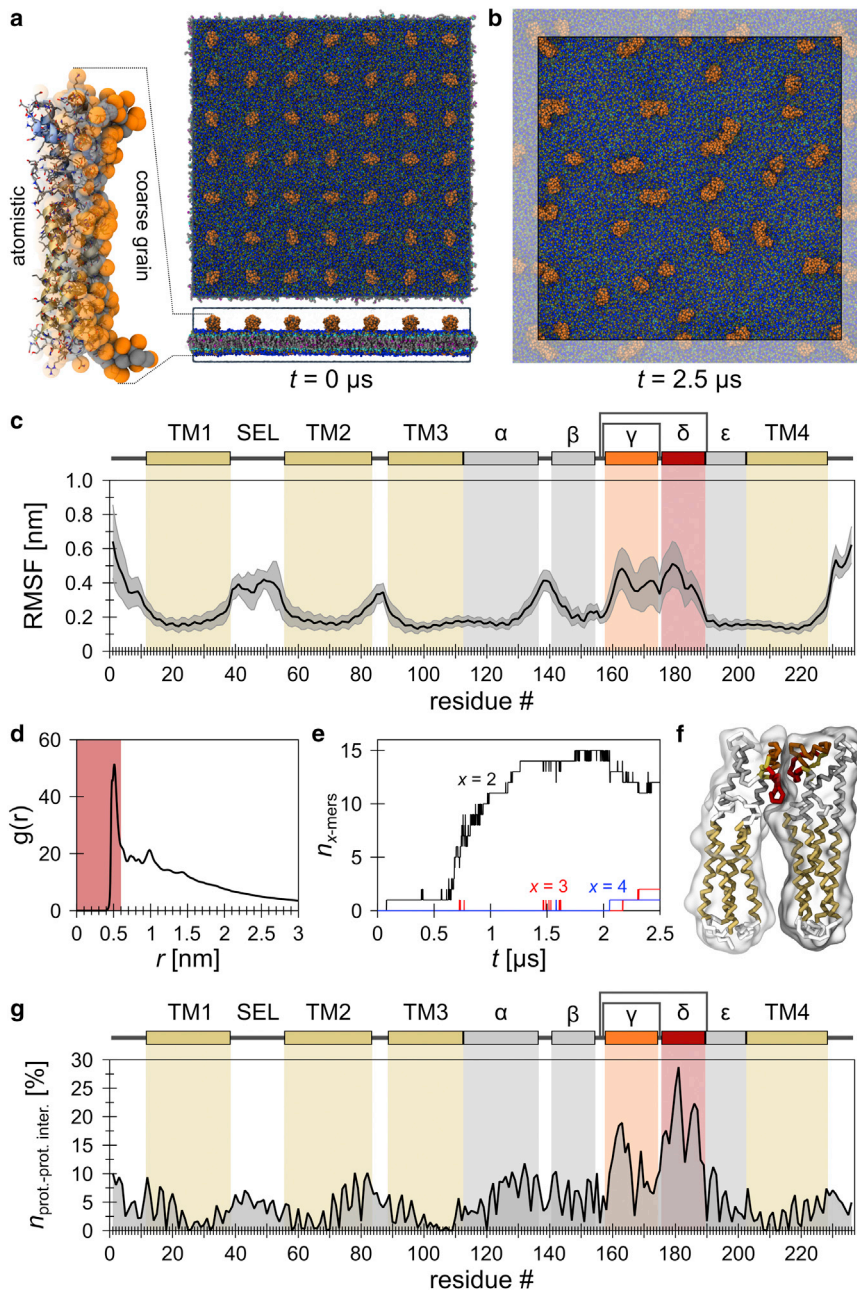 a
b
atomistic
coarse grain
t = 0 µs
t = 2.5 µs
c
TM1 SEL TM2 TM3 α β γ δ ε TM4
RMSF [nm]
1.0
0.8
0.6
0.4
0.2
0
0 20 40 60 80 100 120 140 160 180 200 220
residue #
d
e
f
g(r)
60
40
20
0
0 0.5 1 1.5 2 2.5 3
r [nm]
n x-mers
15
10
5
0
x = 2
x = 3
x = 4
0 0.5 1 1.5 2 2.5
t [µs]
g
TM1 SEL TM2 TM3 α β γ δ ε TM4
n prot.-prot. inter. [%]
30
25
20
15
10
5
0
0 20 40 60 80 100 120 140 160 180 200 220
residue #